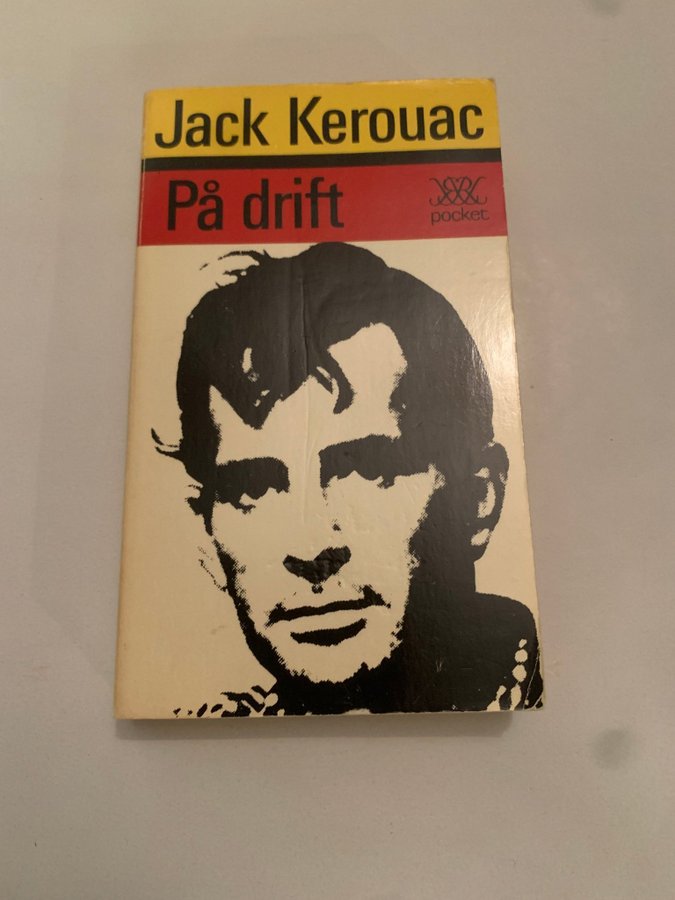 Jack Kerouac
På drift
pocket